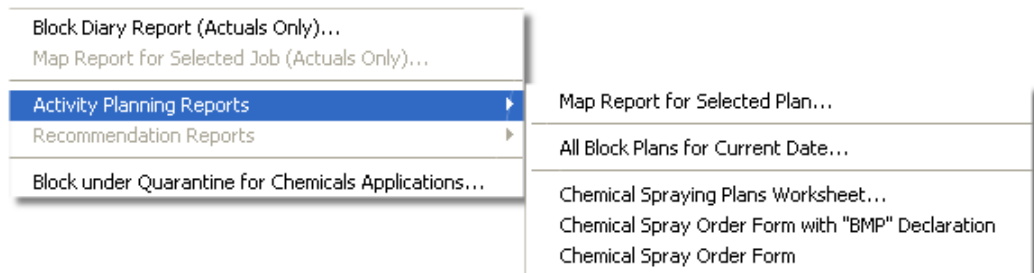 Block Diary Report (Actuals Only)...
Map Report for Selected Job (Actuals Only)...
Activity Planning Reports
Recommendation Reports
Block under Quarantine for Chemicals Applications...
Map Report for Selected Plan...
All Block Plans for Current Date...
Chemical Spraying Plans Worksheet...
Chemical Spray Order Form with "BMP" Declaration
Chemical Spray Order Form